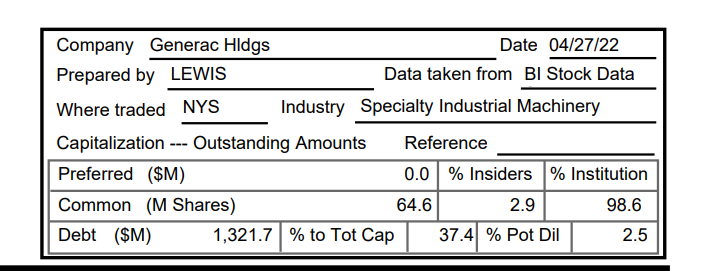 Company Generac Hldgs Date 04/27/22
Prepared by LEWIS Data taken from BI Stock Data
Where traded NYS Industry Specialty Industrial Machinery
Capitalization --- Outstanding Amounts Reference
Preferred ($M) 0.0 % Insiders % Institution
Common (M Shares) 64.6 2.9 98.6
Debt ($M) 1,321.7 % to Tot Cap 37.4 % Pot Dil 2.5